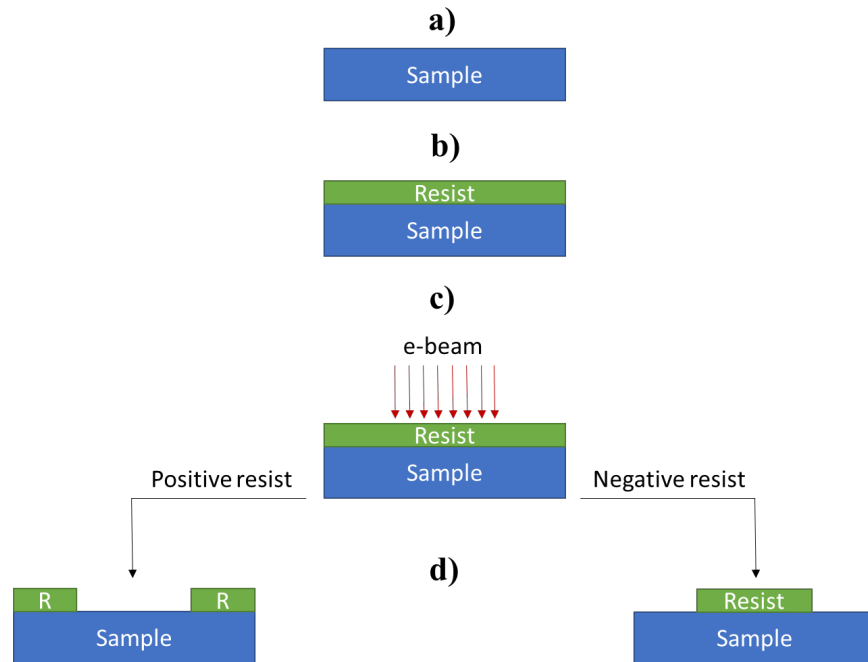 a)
Sample
b)
Resist
Sample
c)
e-beam
Resist
Sample
Positive resist
Negative resist
d)
R R
Sample
Resist
Sample